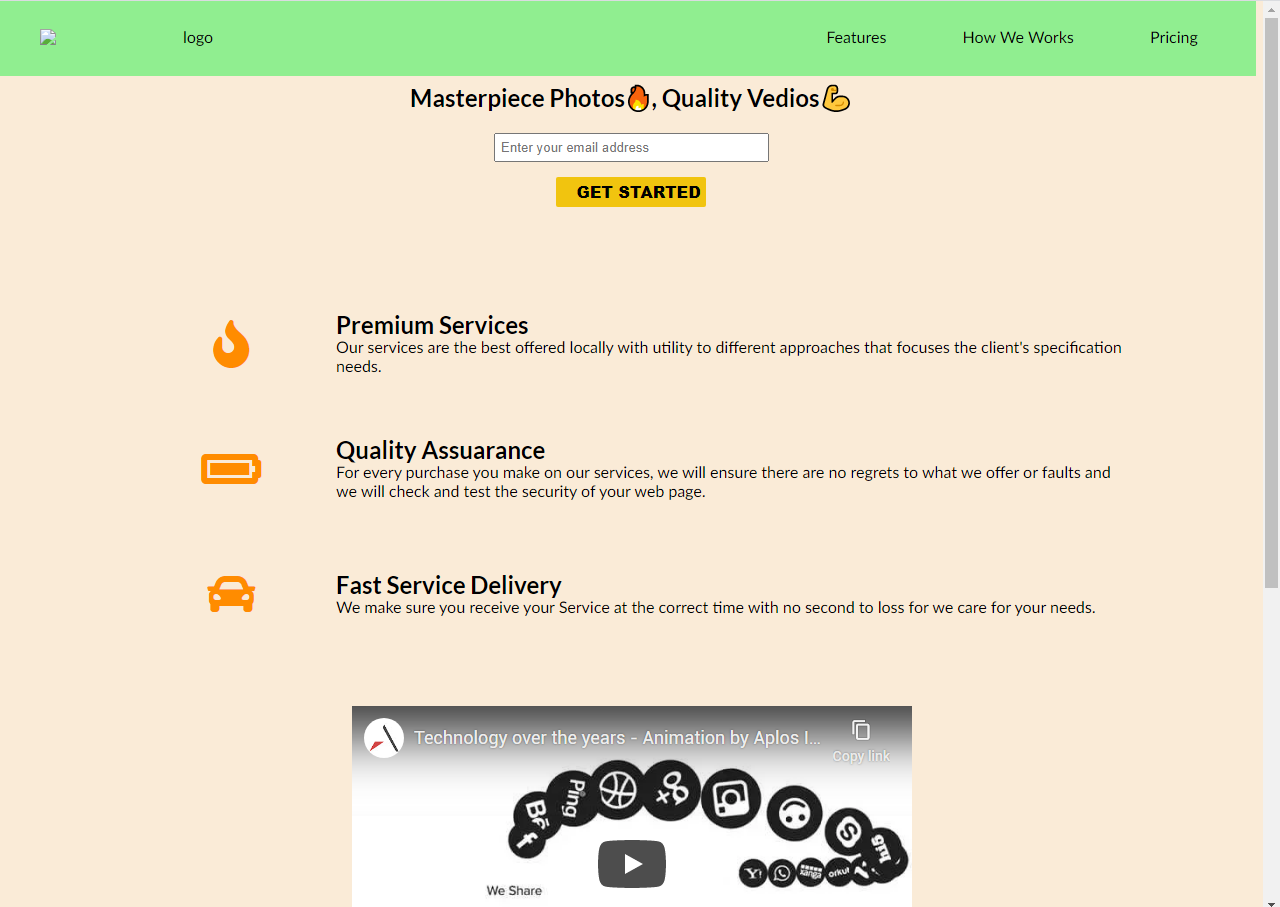 logo
Features
How We Works
Pricing
Masterpiece Photos🔥, Quality Vedios💪
Enter your email address
GET STARTED
Premium Services
Our services are the best offered locally with utility to different approaches that focuses the client's specification
needs.
Quality Assuarance
For every purchase you make on our services, we will ensure there are no regrets to what we offer or faults and
we will check and test the security of your web page.
Fast Service Delivery
We make sure you receive your Service at the correct time with no second to loss for we care for your needs.
Technology over the years - Animation by Aplos I...
Copy link
Ping
Bē
f
S
Y!
xanga
orkut
We Share